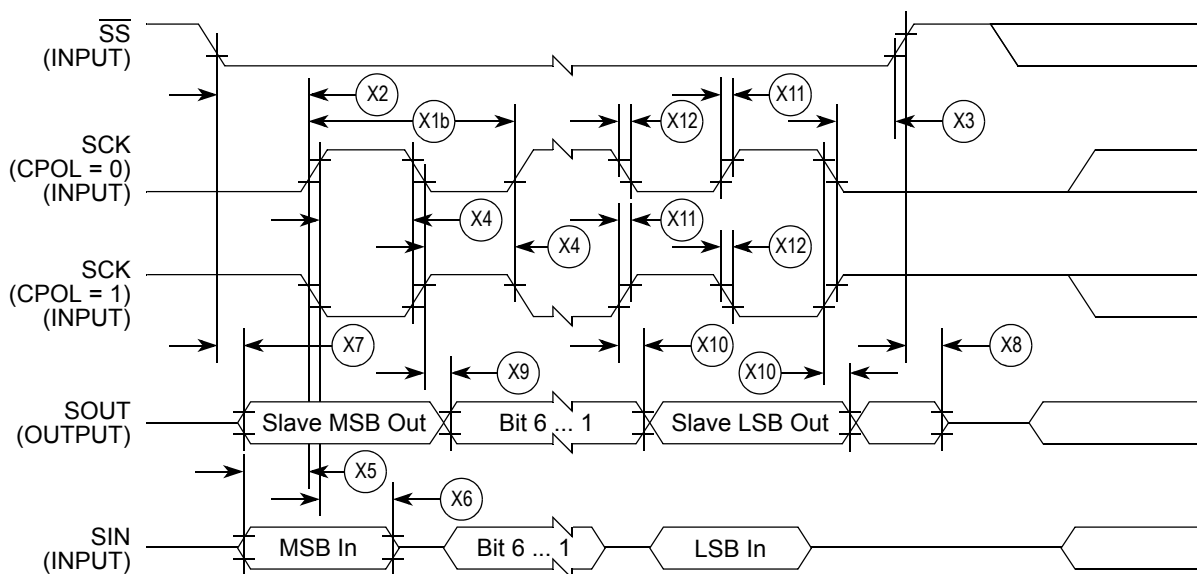 SS
(INPUT)
X2
X11
X1b
X12
X3
SCK
(CPOL = 0)
(INPUT)
X4
X4
X11
X12
SCK
(CPOL = 1)
(INPUT)
X7
X9
X10
X10
X8
SOUT
(OUTPUT)
Slave MSB Out
Bit 6 ... 1
Slave LSB Out
X5
X6
SIN
(INPUT)
MSB In
Bit 6 ... 1
LSB In